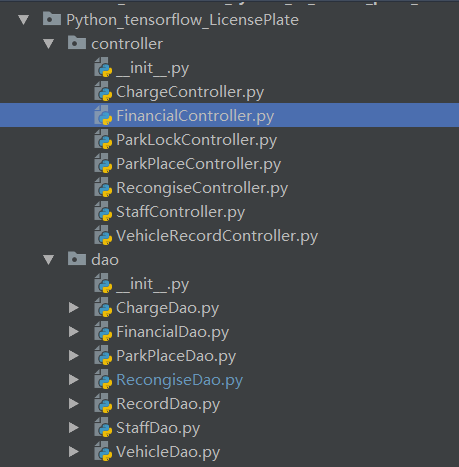 Python_tensorflow_LicensePlate
controller
__init__.py
ChargeController.py
FinancialController.py
ParkLockController.py
ParkPlaceController.py
RecongiseController.py
StaffController.py
VehicleRecordController.py
dao
__init__.py
ChargeDao.py
FinancialDao.py
ParkPlaceDao.py
RecongiseDao.py
RecordDao.py
StaffDao.py
VehicleDao.py